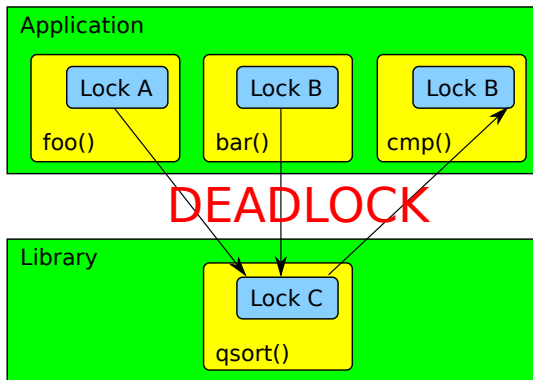 Application
Lock A
Lock B
Lock B
foo()
bar()
cmp()
DEADLOCK
Library
Lock C
qsort()